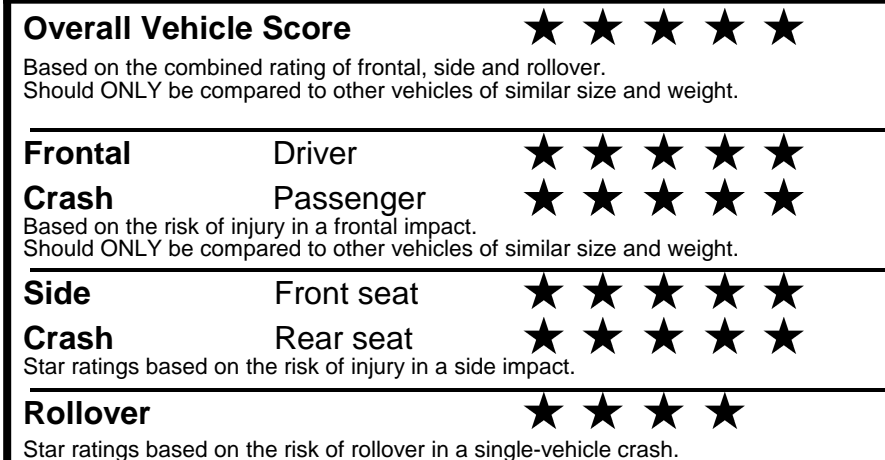 Overall Vehicle Score ★ ★ ★ ★ ★
Based on the combined rating of frontal, side and rollover.
Should ONLY be compared to other vehicles of similar size and weight.
Frontal Driver ★ ★ ★ ★ ★
Crash Passenger ★ ★ ★ ★ ★
Based on the risk of injury in a frontal impact.
Should ONLY be compared to other vehicles of similar size and weight.
Side Front seat ★ ★ ★ ★ ★
Crash Rear seat ★ ★ ★ ★ ★
Star ratings based on the risk of injury in a side impact.
Rollover ★ ★ ★ ★
Star ratings based on the risk of rollover in a single-vehicle crash.